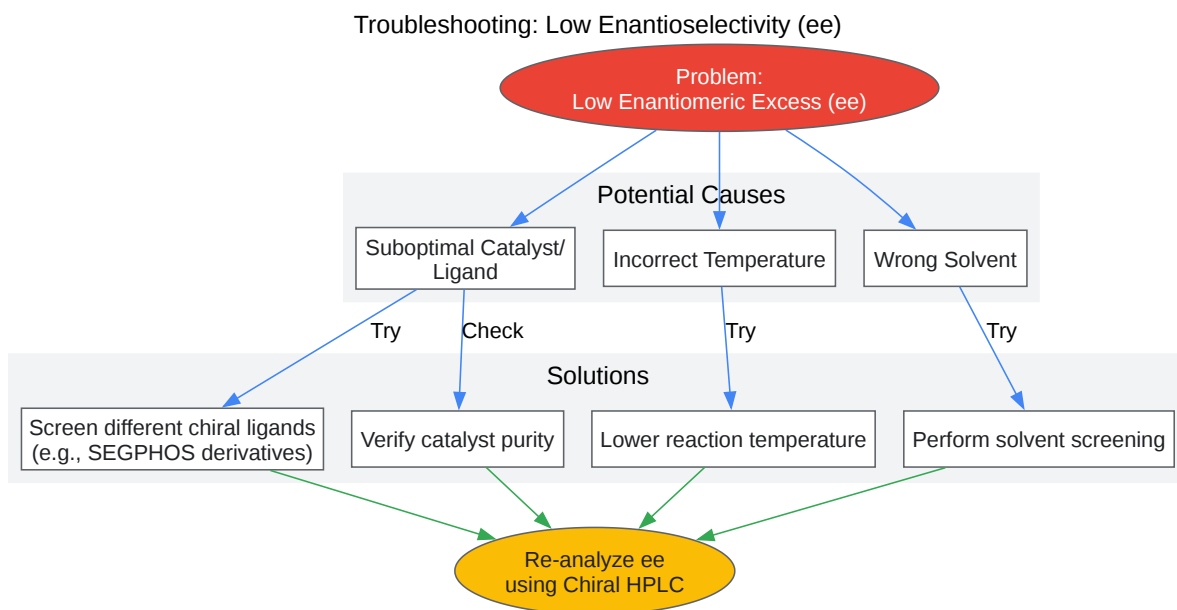 Troubleshooting: Low Enantioselectivity (ee)
Problem:
Low Enantiomeric Excess (ee)
Potential Causes
Suboptimal Catalyst/
Ligand
Incorrect Temperature
Wrong Solvent
Try
Check
Try
Try
Solutions
Screen different chiral ligands
(e.g., SEGPHOS derivatives)
Verify catalyst purity
Lower reaction temperature
Perform solvent screening
Re-analyze ee
using Chiral HPLC